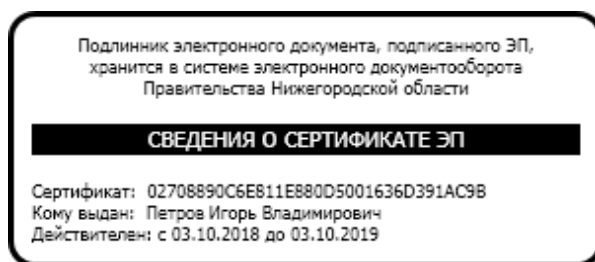 Подлинник электронного документа, подписанного ЭП,
хранится в системе электронного документооборота
Правительства Нижегородской области
СВЕДЕНИЯ О СЕРТИФИКАТЕ ЭП
Сертификат: 02708890C6E811E880D5001636D391AC9B
Кому выдан: Петров Игорь Владимирович
Действителен: с 03.10.2018 до 03.10.2019